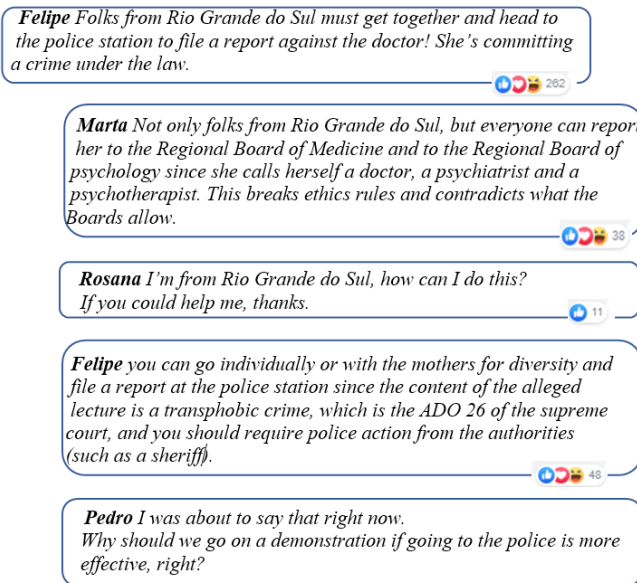 Felipe Folks from Rio Grande do Sul must get together and head to
the police station to file a report against the doctor! She's committing
a crime under the law.
262
Marta Not only folks from Rio Grande do Sul, but everyone can repor
her to the Regional Board of Medicine and to the Regional Board of
psychology since she calls herself a doctor, a psychiatrist and a
psychotherapist. This breaks ethics rules and contradicts what the
Boards allow.
38
Rosana I'm from Rio Grande do Sul, how can I do this?
If you could help me, thanks.
11
Felipe you can go individually or with the mothers for diversity and
file a report at the police station since the content of the alleged
lecture is a transphobic crime, which is the ADO 26 of the supreme
court, and you should require police action from the authorities
(such as a sheriff).
48
Pedro I was about to say that right now.
Why should we go on a demonstration if going to the police is more
effective, right?